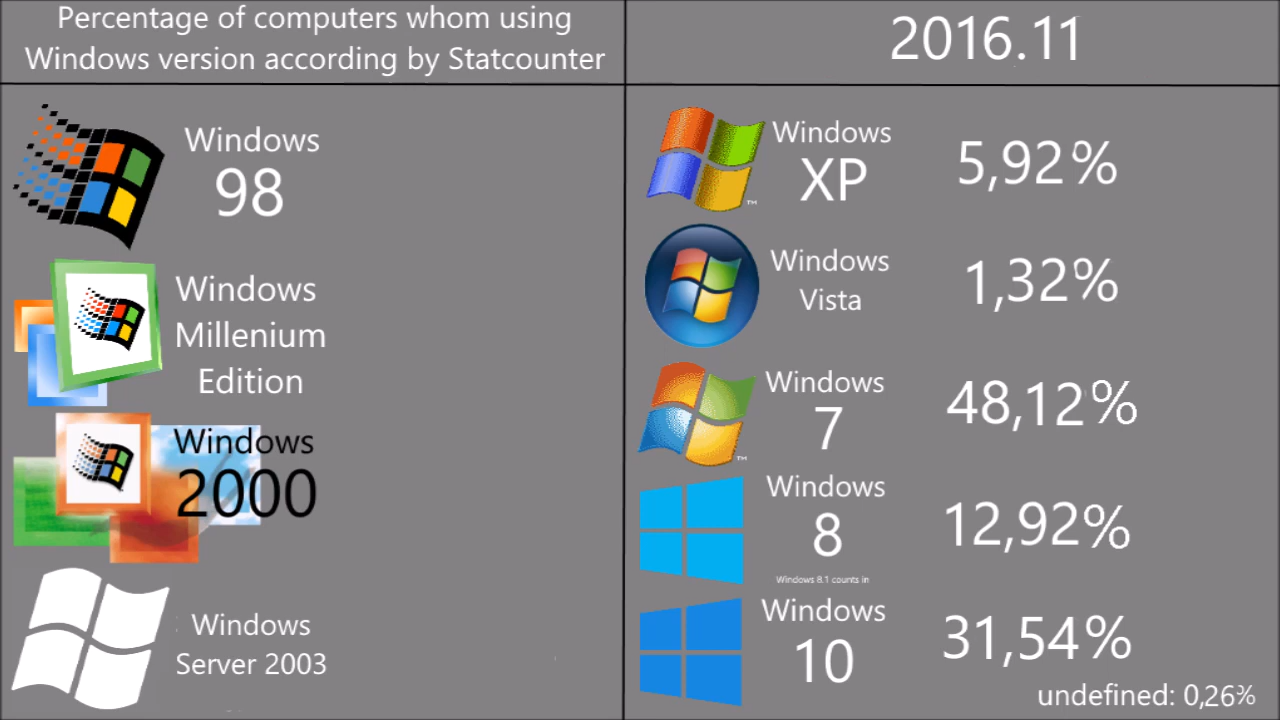 Percentage of computers whom using
Windows version according by Statcounter
2016.11
Windows
98
Windows
Millenium
Edition
Windows
2000
Windows
Server 2003
Windows
XP
5,92%
™
Windows
Vista
1,32%
Windows
7
48,12%
™
Windows
8
12,92%
Windows 8.1 counts in
Windows
10
31,54%
undefined: 0,26%